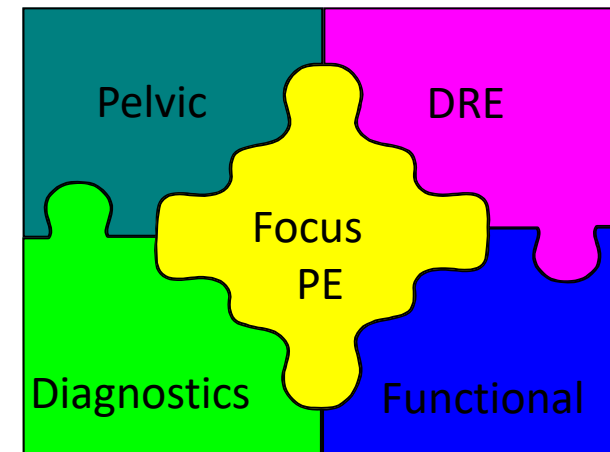 Pelvic
DRE
Focus
PE
Diagnostics
Functional